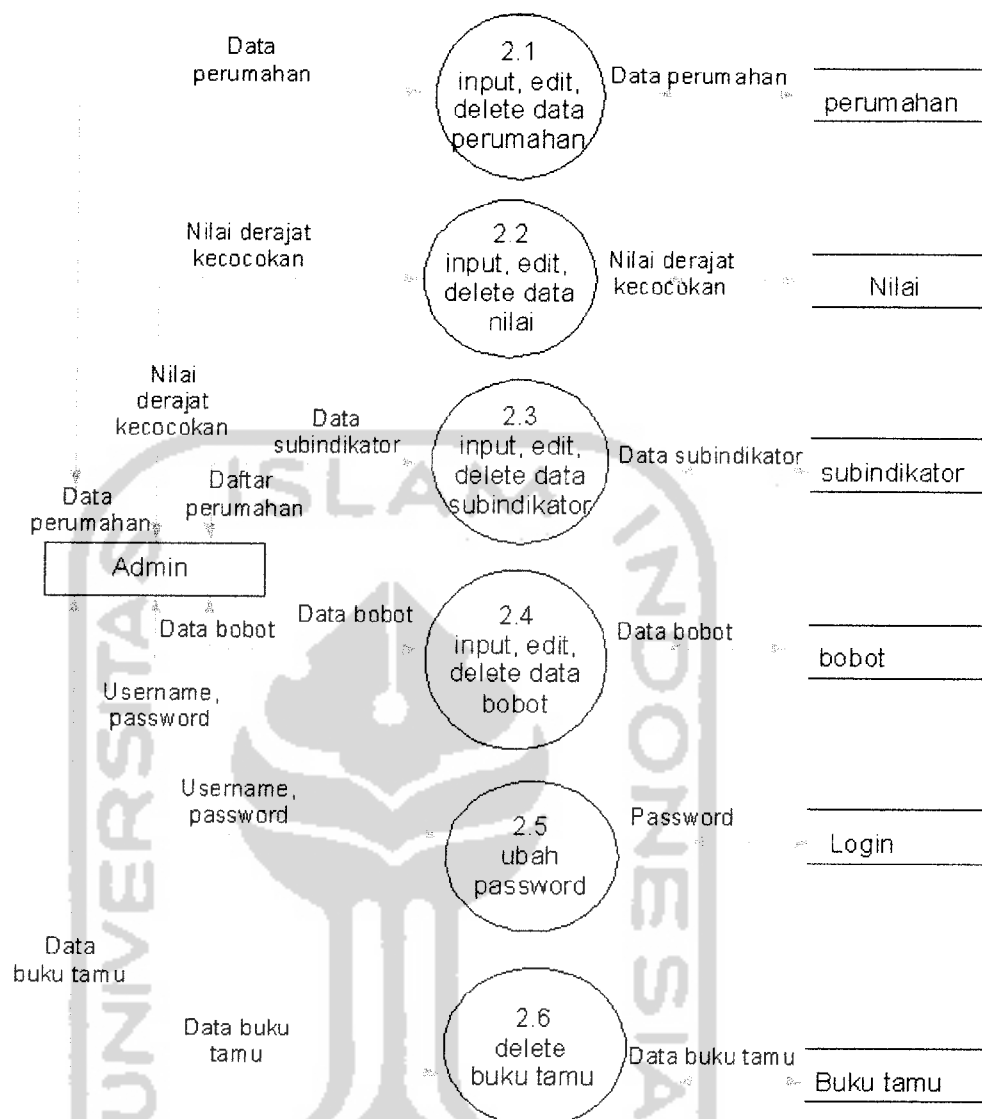 Data
perumahan
2.1
input, edit,
delete data
perumahan
Data perumahan
perumahan
Nilai derajat
kecocokan
2.2
input, edit,
delete data
nilai
Nilai derajat
kecocokan
Nilai
Nilai
derajat
kecocokan
Data
subindikator
2.3
input, edit,
delete data
subindikator
Data subindikator
subindikator
Data
perumahan
Daftar
perumahan
Admin
Data bobot
Data bobot
2.4
input, edit,
delete data
bobot
Data bobot
bobot
Username,
password
Username,
password
2.5
ubah
password
Password
Login
Data
buku tamu
Data buku
tamu
2.6
delete
buku tamu
Data buku tamu
Buku tamu
UNIVERSITAS
ISLAM
INDONESIA